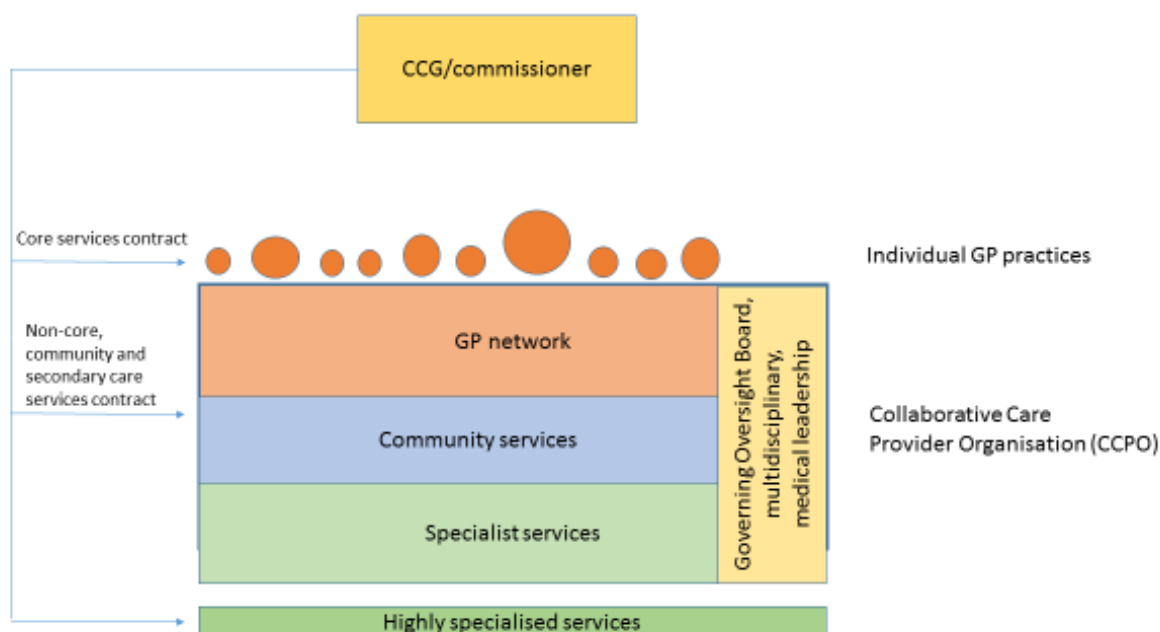 CCG/commissioner
Core services contract
Individual GP practices
Non-core,
community and
secondary care
services contract
GP network
Community services
Specialist services
Governing Oversight Board,
multidisciplinary,
medical leadership
Collaborative Care
Provider Organisation (CCPO)
Highly specialised services